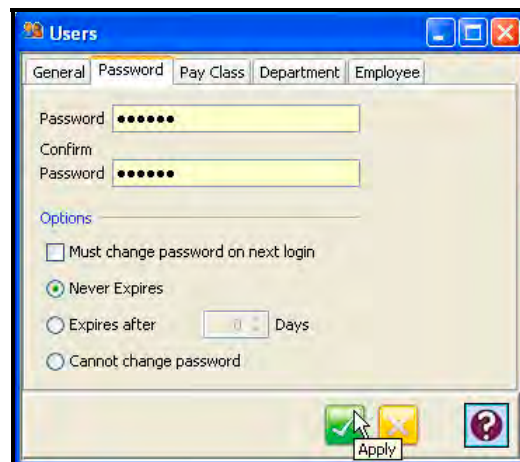 Users
General Password Pay Class Department Employee
Password ●●●●●●
Confirm
Password ●●●●●●
Options
Must change password on next login
Never Expires
Expires after 0 Days
Cannot change password
?
Apply